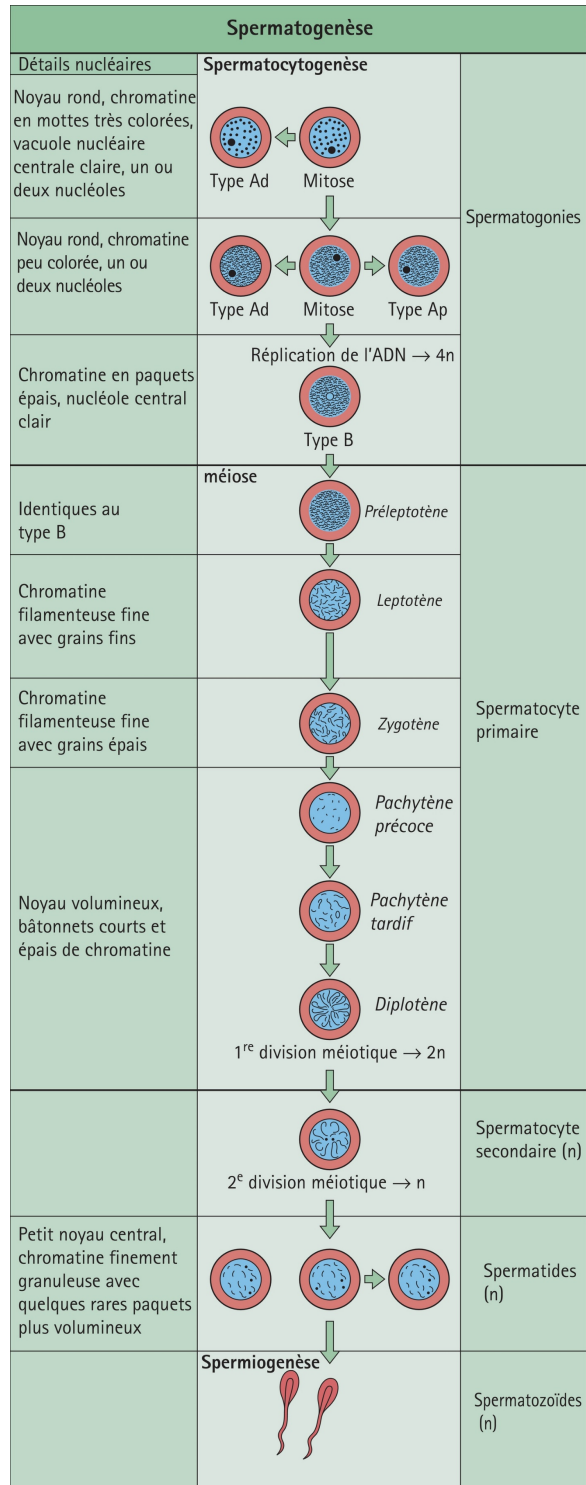 Spermatogenèse
Détails nucléaires
Spermatocytogenèse
Noyau rond, chromatine
en mottes très colorées,
vacuole nucléaire
centrale claire, un ou
deux nucléoles
Type Ad
Mitose
Spermatogonies
Noyau rond, chromatine
peu colorée, un ou
deux nucléoles
Type Ad
Mitose
Type Ap
Réplication de l'ADN → 4n
Chromatine en paquets
épais, nucléole central
clair
Type B
méiose
Identiques au
type B
Préleptotène
Chromatine
filamenteuse fine
avec grains fins
Leptotène
Chromatine
filamenteuse fine
avec grains épais
Zygotène
Spermatocyte
primaire
Pachytène
précoce
Noyau volumineux,
bâtonnets courts et
épais de chromatine
Pachytène
tardif
Diplotène
1re division méiotique → 2n
Spermatocyte
secondaire (n)
2e division méiotique → n
Petit noyau central,
chromatine finement
granuleuse avec
quelques rares paquets
plus volumineux
Spermatides
(n)
Spermiogenèse
Spermatozoïdes
(n)